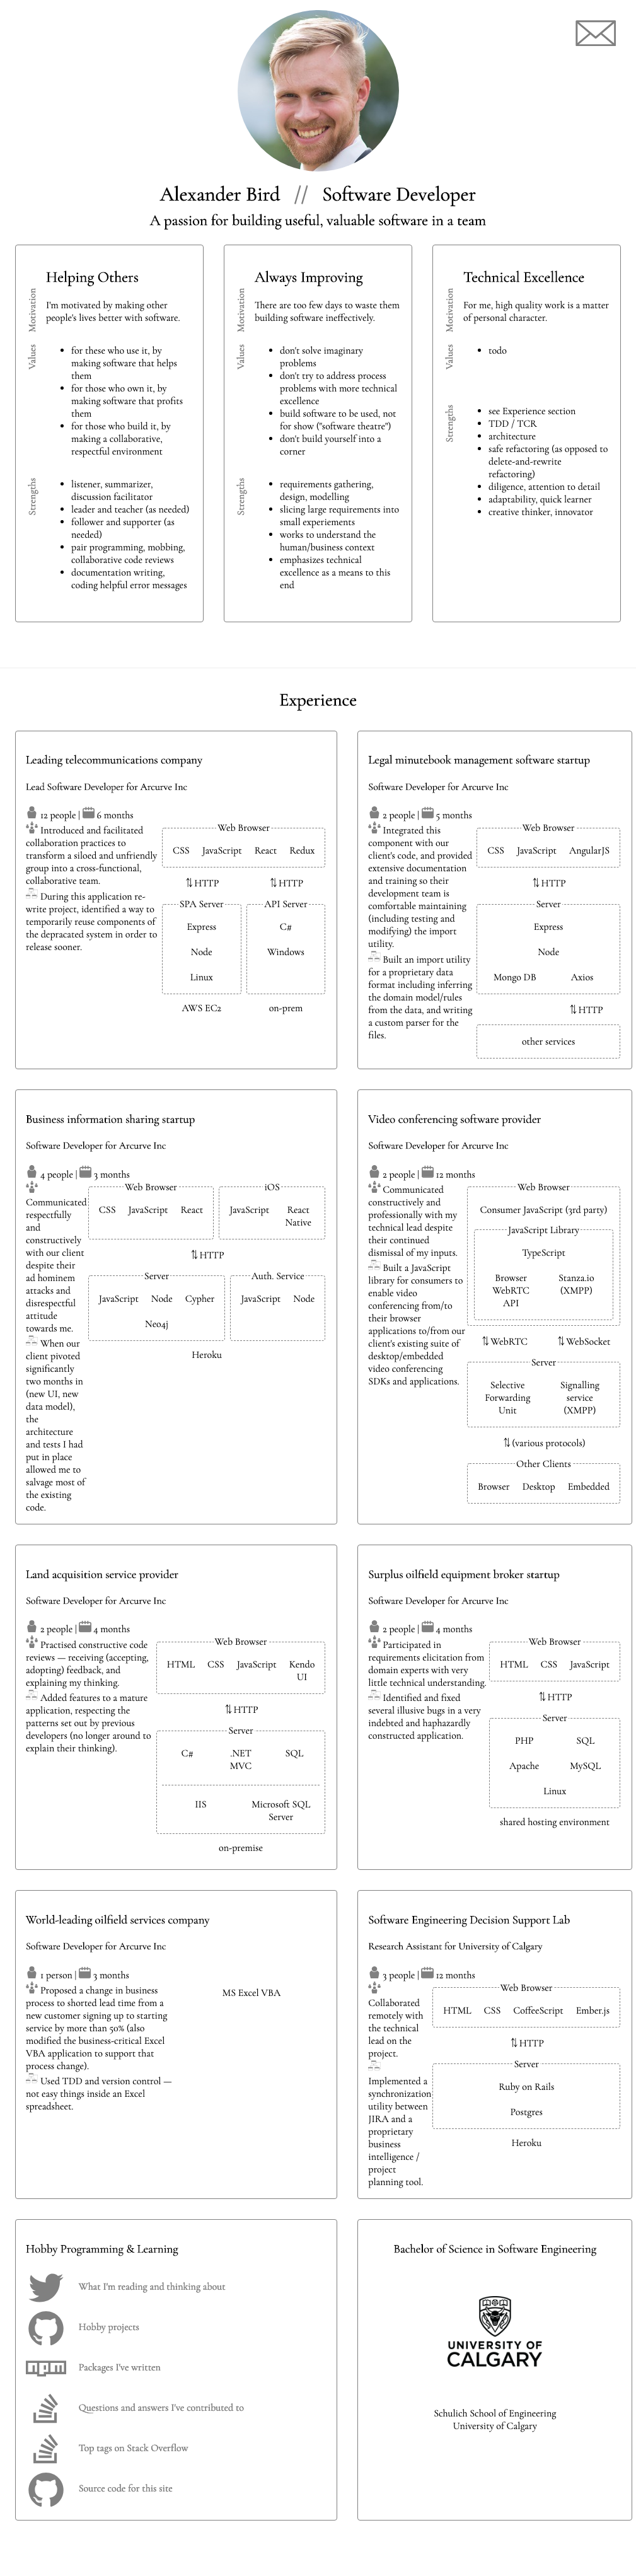 Alexander Bird // Software Developer
A passion for building useful, valuable software in a team
Helping Others
Motivation
I'm motivated by making other
people's lives better with software.
Values
for these who use it, by
making software that helps
them
for those who own it, by
making software that profits
them
for those who build it, by
making a collaborative,
respectful environment
Strengths
listener, summarizer,
discussion facilitator
leader and teacher (as needed)
follower and supporter (as
needed)
pair programming, mobbing,
collaborative code reviews
documentation writing,
coding helpful error messages
Always Improving
Motivation
There are too few days to waste them
building software ineffectively.
Values
don't solve imaginary
problems
don't try to address process
problems with more technical
excellence
build software to be used, not
for show ("software theatre")
don't build yourself into a
corner
Strengths
requirements gathering,
design, modelling
slicing large requirements into
small experiements
works to understand the
human/business context
emphasizes technical
excellence as a means to this
end
Technical Excellence
Motivation
For me, high quality work is a matter
of personal character.
Values
todo
Strengths
see Experience section
TDD / TCR
architecture
safe refactoring (as opposed to
delete-and-rewrite
refactoring)
diligence, attention to detail
adaptability, quick learner
creative thinker, innovator
Experience
Leading telecommunications company
Lead Software Developer for Arcurve Inc
12 people | 6 months
Introduced and facilitated
collaboration practices to
transform a siloed and unfriendly
group into a cross-functional,
collaborative team.
During this application re-
write project, identified a way to
temporarily reuse components of
the depracated system in order to
release sooner.
Web Browser
CSS JavaScript React Redux
⇅ HTTP ⇅ HTTP
SPA Server API Server
Express C#
Node Windows
Linux
AWS EC2 on-prem
Legal minutebook management software startup
Software Developer for Arcurve Inc
2 people | 5 months
Integrated this
component with our
client's code, and provided
extensive documentation
and training so their
development team is
comfortable maintaining
(including testing and
modifying) the import
utility.
Built an import utility
for a proprietary data
format including inferring
the domain model/rules
from the data, and writing
a custom parser for the
files.
Web Browser
CSS JavaScript AngularJS
⇅ HTTP
Server
Express
Node
Mongo DB Axios
⇅ HTTP
other services
Business information sharing startup
Software Developer for Arcurve Inc
4 people | 3 months
Communicated
respectfully
and
constructively
with our client
despite their
ad hominem
attacks and
disrespectful
attitude
towards me.
When our
client pivoted
significantly
two months in
(new UI, new
data model),
the
architecture
and tests I had
put in place
allowed me to
salvage most of
the existing
code.
Web Browser iOS
CSS JavaScript React JavaScript React
Native
⇅ HTTP
Server Auth. Service
JavaScript Node Cypher JavaScript Node
Neo4j
Heroku
Video conferencing software provider
Software Developer for Arcurve Inc
2 people | 12 months
Communicated
constructively and
professionally with my
technical lead despite
their continued
dismissal of my inputs.
Built a JavaScript
library for consumers to
enable video
conferencing from/to
their browser
applications to/from our
client's existing suite of
desktop/embedded
video conferencing
SDKs and applications.
Web Browser
Consumer JavaScript (3rd party)
JavaScript Library
TypeScript
Browser Stanza.io
WebRTC (XMPP)
API
⇅ WebRTC ⇅ WebSocket
Server
Selective Signalling
Forwarding service
Unit (XMPP)
⇅ (various protocols)
Other Clients
Browser Desktop Embedded
Land acquisition service provider
Software Developer for Arcurve Inc
2 people | 4 months
Practised constructive code
reviews — receiving (accepting,
adopting) feedback, and
explaining my thinking.
Added features to a mature
application, respecting the
patterns set out by previous
developers (no longer around to
explain their thinking).
Web Browser
HTML CSS JavaScript Kendo
UI
⇅ HTTP
Server
C# .NET SQL
MVC
IIS Microsoft SQL
Server
on-premise
Surplus oilfield equipment broker startup
Software Developer for Arcurve Inc
2 people | 4 months
Participated in
requirements elicitation from
domain experts with very
little technical understanding.
Identified and fixed
several illusive bugs in a very
indebted and haphazardly
constructed application.
Web Browser
HTML CSS JavaScript
⇅ HTTP
Server
PHP SQL
Apache MySQL
Linux
shared hosting environment
World-leading oilfield services company
Software Developer for Arcurve Inc
1 person | 3 months
Proposed a change in business
process to shorted lead time from a
new customer signing up to starting
service by more than 50% (also
modified the business-critical Excel
VBA application to support that
process change).
Used TDD and version control —
not easy things inside an Excel
spreadsheet.
MS Excel VBA
Software Engineering Decision Support Lab
Research Assistant for University of Calgary
3 people | 12 months
Collaborated
remotely with
the technical
lead on the
project.
Implemented a
synchronization
utility between
JIRA and a
proprietary
business
intelligence /
project
planning tool.
Web Browser
HTML CSS CoffeeScript Ember.js
⇅ HTTP
Server
Ruby on Rails
Postgres
Heroku
Hobby Programming & Learning
What I'm reading and thinking about
Hobby projects
npm
Packages I've written
Questions and answers I've contributed to
Top tags on Stack Overflow
Source code for this site
Bachelor of Science in Software Engineering
UNIVERSITY OF
CALGARY
Schulich School of Engineering
University of Calgary